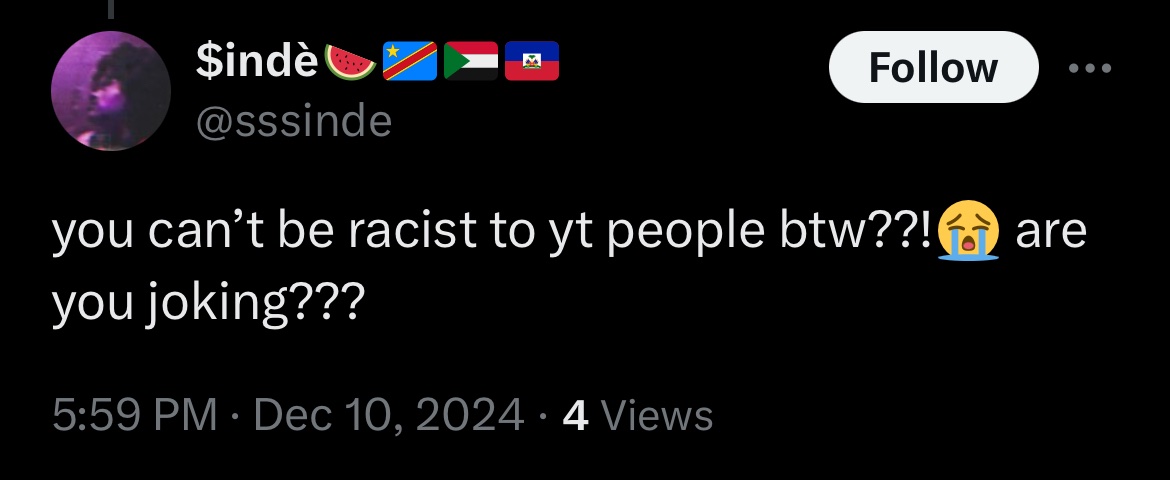 $indè🍉🇨🇩🇸🇩🇭🇹
Follow
@sssinde
you can’t be racist to yt people btw??!😭 are
you joking???
5:59 PM · Dec 10, 2024 · 4 Views